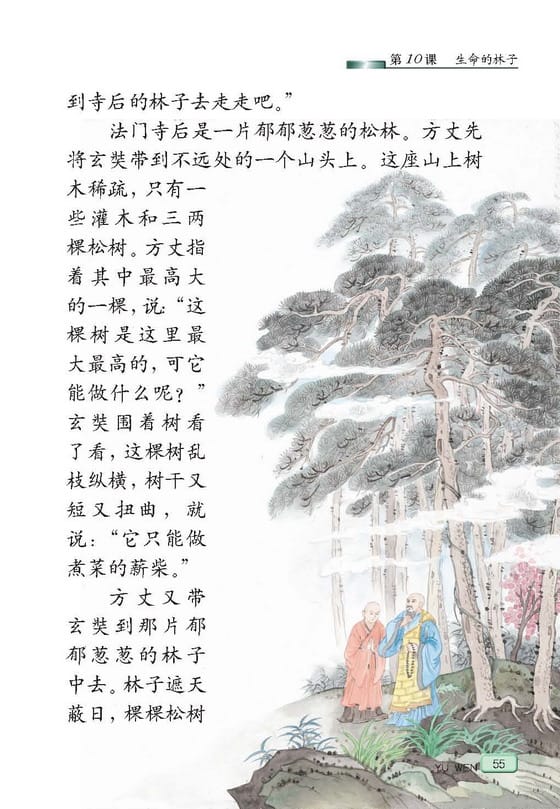 第10课 生命的林子
到寺后的林子去走走吧。”
法门寺后是一片郁郁葱葱的松林。方丈先
将玄奘带到不远处的一个山头上。这座山上树
木稀疏，只有一
些灌木和三两
棵松树。方丈指
着其中最高大
的一棵，说：“这
棵树是这里最
大最高的，可它
能做什么呢？”
玄奘围着树看
了看，这棵树乱
枝纵横，树干又
短又扭曲，就
说：“它只能做
煮菜的薪柴。”
方丈又带
玄奘到那片郁
郁葱葱的林子
中去。林子遮天
蔽日，棵棵松树
YU WEN 55